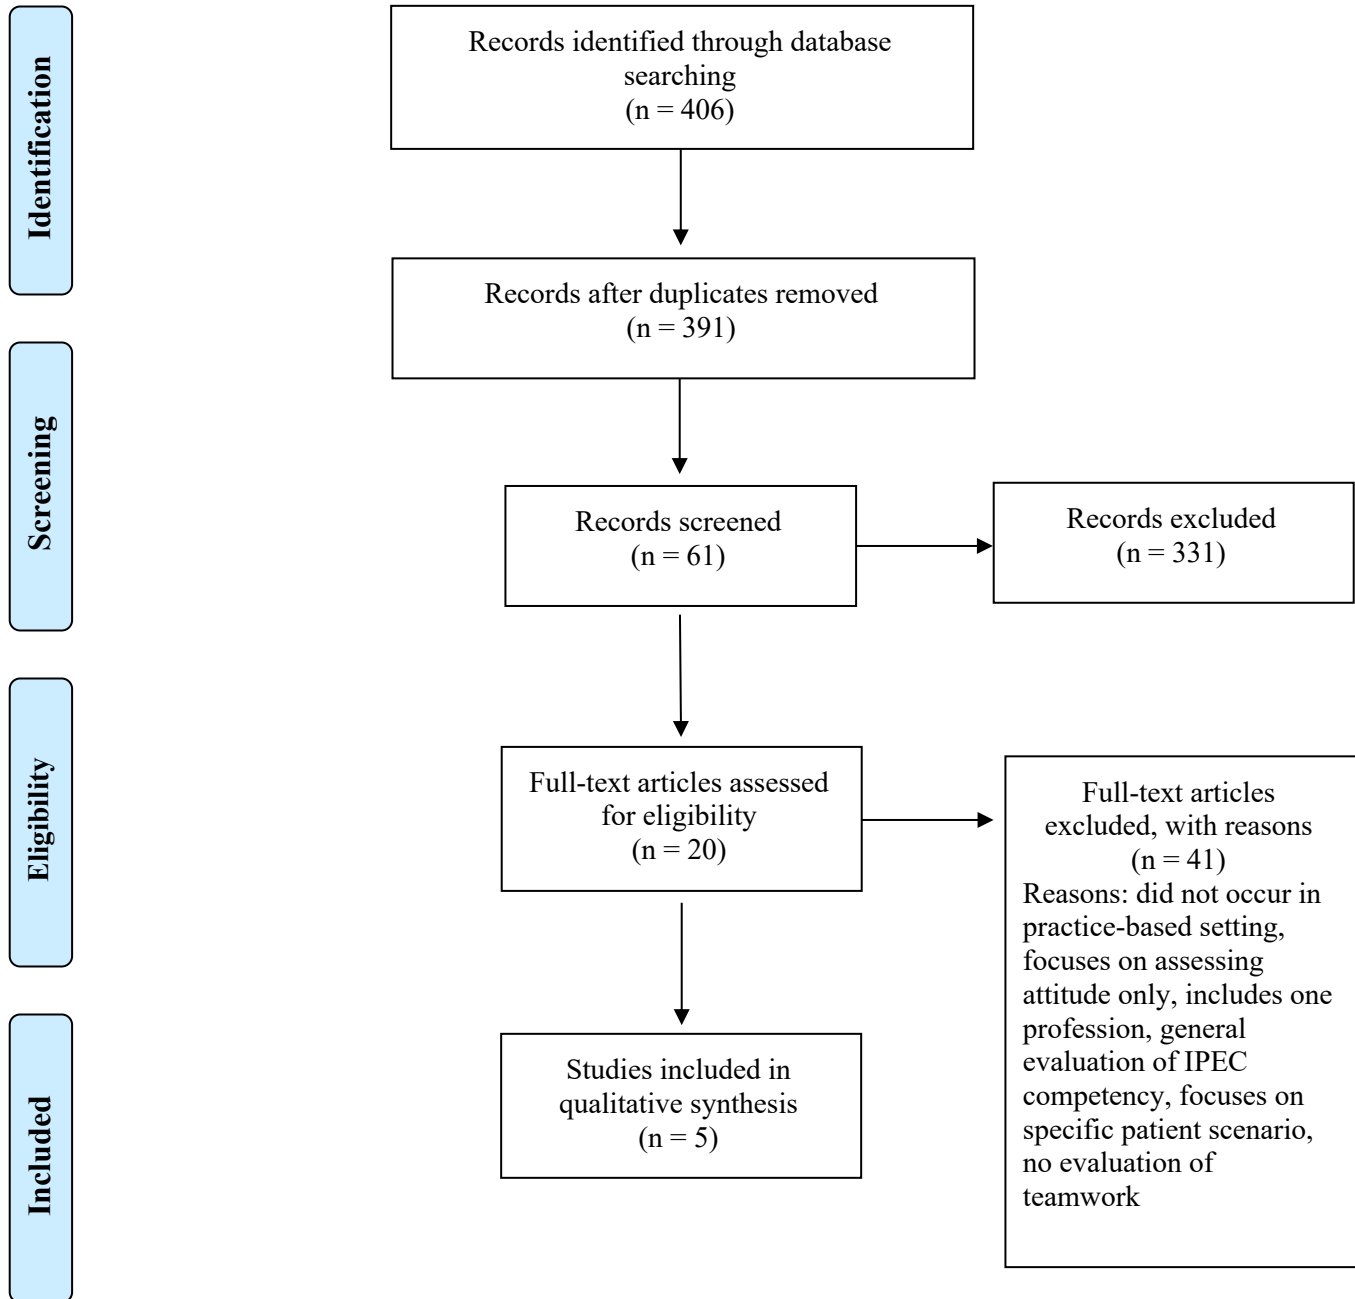 Identification
Records identified through database
searching
(n = 406)
Records after duplicates removed
(n = 391)
Screening
Records screened
(n = 61)
Records excluded
(n = 331)
Eligibility
Full-text articles assessed
for eligibility
(n = 20)
Full-text articles
excluded, with reasons
(n = 41)
Reasons: did not occur in
practice-based setting,
focuses on assessing
attitude only, includes one
profession, general
evaluation of IPEC
competency, focuses on
specific patient scenario,
no evaluation of
teamwork
Included
Studies included in
qualitative synthesis
(n = 5)